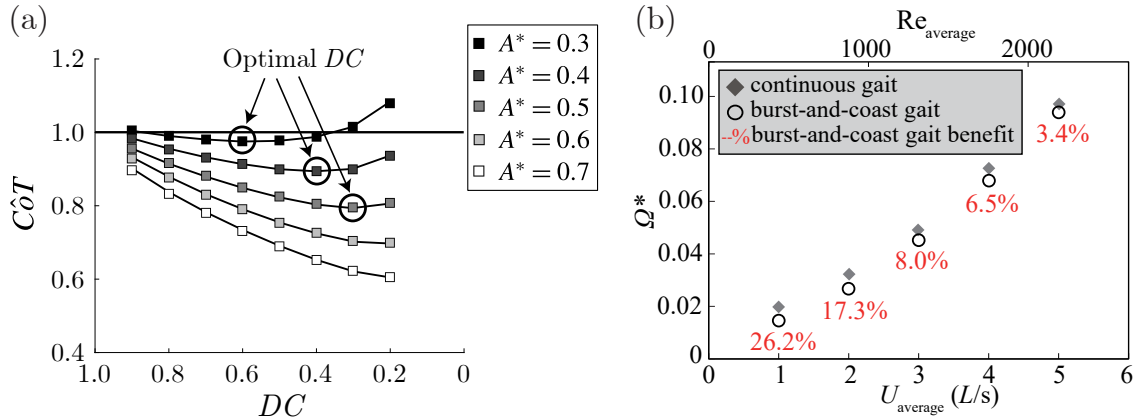 (a)
1.2
1.0
0.8
0.6
0.4
CôT
1.0
0.8
0.6
0.4
0.2
0
DC
Optimal DC
A* = 0.3
A* = 0.4
A* = 0.5
A* = 0.6
A* = 0.7
(b)
Re_average
0
1000
2000
continuous gait
burst-and-coast gait
--% burst-and-coast gait benefit
0.10
0.08
0.06
0.04
0.02
0
Ω*
26.2%
17.3%
8.0%
6.5%
3.4%
0
1
2
3
4
5
6
U_average (L/s)